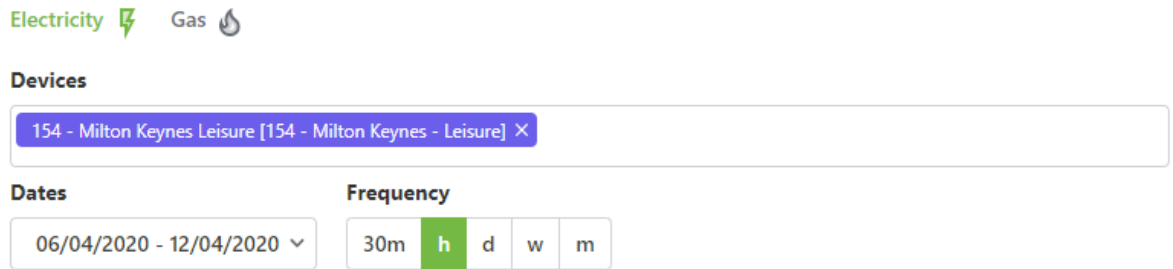 Electricity Gas
Devices
154 - Milton Keynes Leisure [154 - Milton Keynes - Leisure] ×
Dates Frequency
06/04/2020 - 12/04/2020 30m h d w m